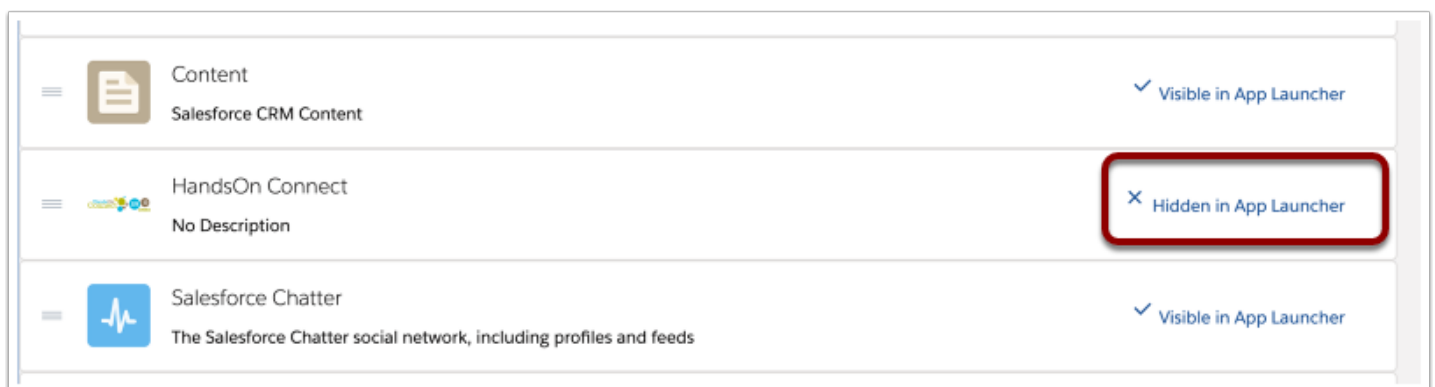 Content
Salesforce CRM Content
Visible in App Launcher
HandsOn Connect
No Description
Hidden in App Launcher
Salesforce Chatter
The Salesforce Chatter social network, including profiles and feeds
Visible in App Launcher